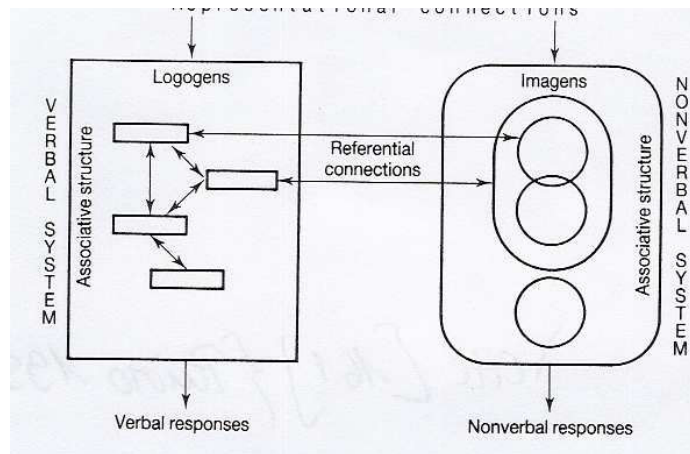 Representational connections
Logogens
Imagens
VERBAL SYSTEM
Associative structure
Referential
connections
Associative structure
NONVERBAL SYSTEM
Verbal responses
Nonverbal responses